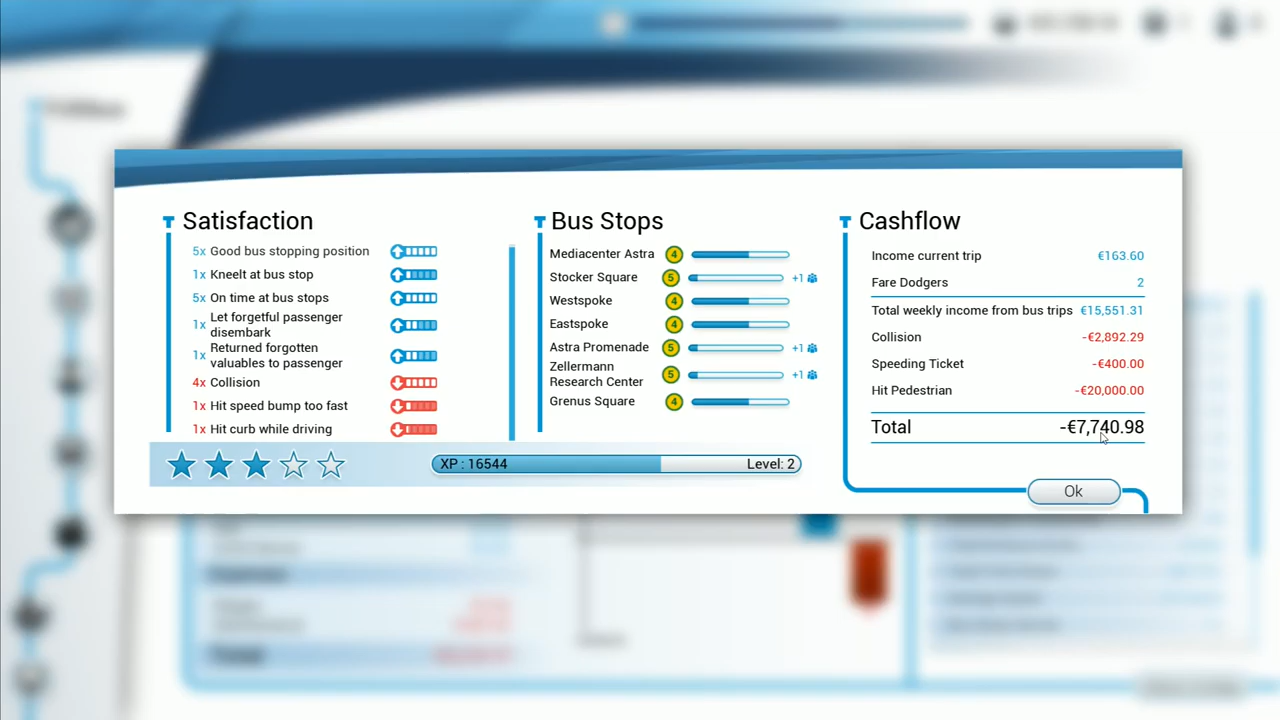 Satisfaction
5x Good bus stopping position
1x Kneelt at bus stop
5x On time at bus stops
1x Let forgetful passenger
disembark
1x Returned forgotten
valuables to passenger
4x Collision
1x Hit speed bump too fast
1x Hit curb while driving
XP : 16544 Level: 2
Bus Stops
Mediacenter Astra 4
Stocker Square 5 +1
Westspoke 4
Eastspoke 4
Astra Promenade 5 +1
Zellermann
Research Center 5 +1
Grenus Square 4
Cashflow
Income current trip €163.60
Fare Dodgers 2
Total weekly income from bus trips €15,551.31
Collision -€2,892.29
Speeding Ticket -€400.00
Hit Pedestrian -€20,000.00
Total -€7,740.98
Ok